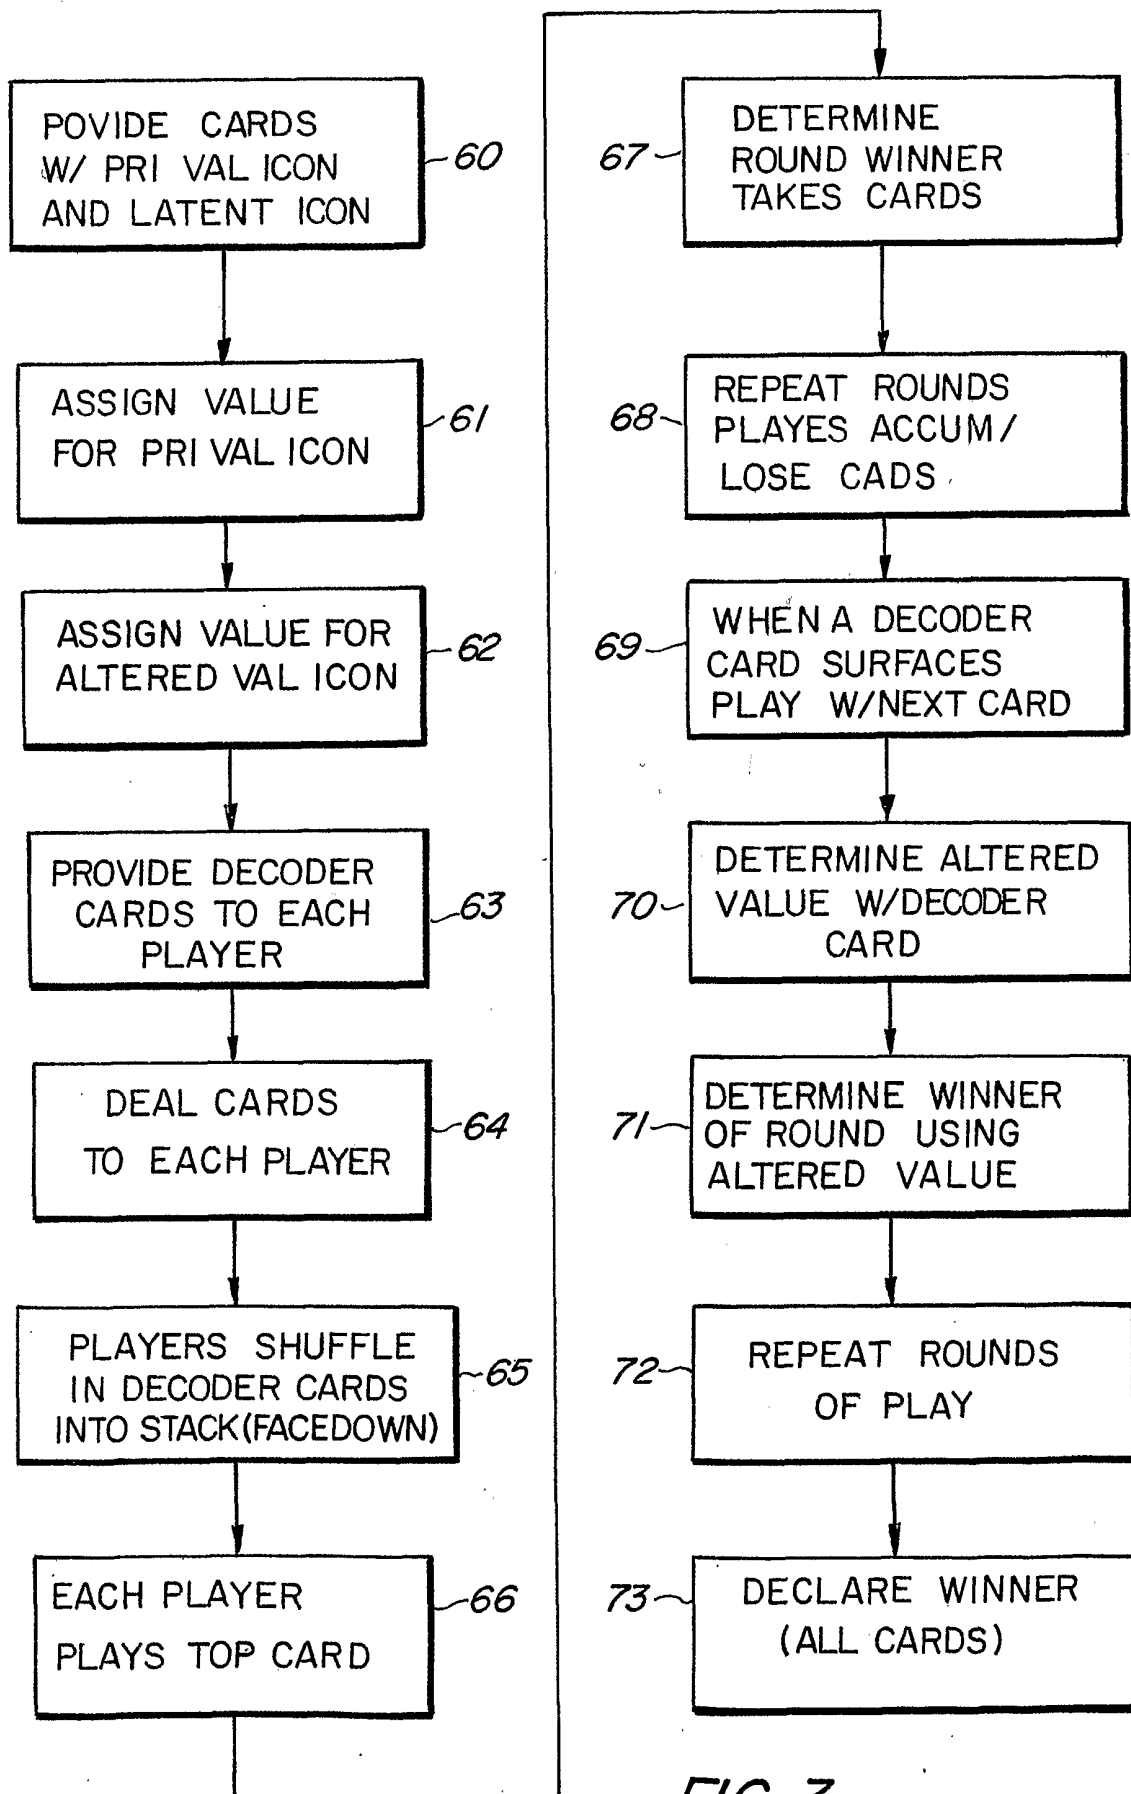 POVIDE CARDS
W/ PRI VAL ICON
AND LATENT ICON
60
ASSIGN VALUE
FOR PRI VAL ICON
61
ASSIGN VALUE FOR
ALTERED VAL ICON
62
PROVIDE DECODER
CARDS TO EACH
PLAYER
63
DEAL CARDS
TO EACH PLAYER
64
PLAYERS SHUFFLE
IN DECODER CARDS
INTO STACK(FACEDOWN)
65
EACH PLAYER
PLAYS TOP CARD
66
67
DETERMINE
ROUND WINNER
TAKES CARDS
68
REPEAT ROUNDS
PLAYES ACCUM/
LOSE CADS
69
WHEN A DECODER
CARD SURFACES
PLAY W/NEXT CARD
70
DETERMINE ALTERED
VALUE W/DECODER
CARD
71
DETERMINE WINNER
OF ROUND USING
ALTERED VALUE
72
REPEAT ROUNDS
OF PLAY
73
DECLARE WINNER
(ALL CARDS)
FIG.